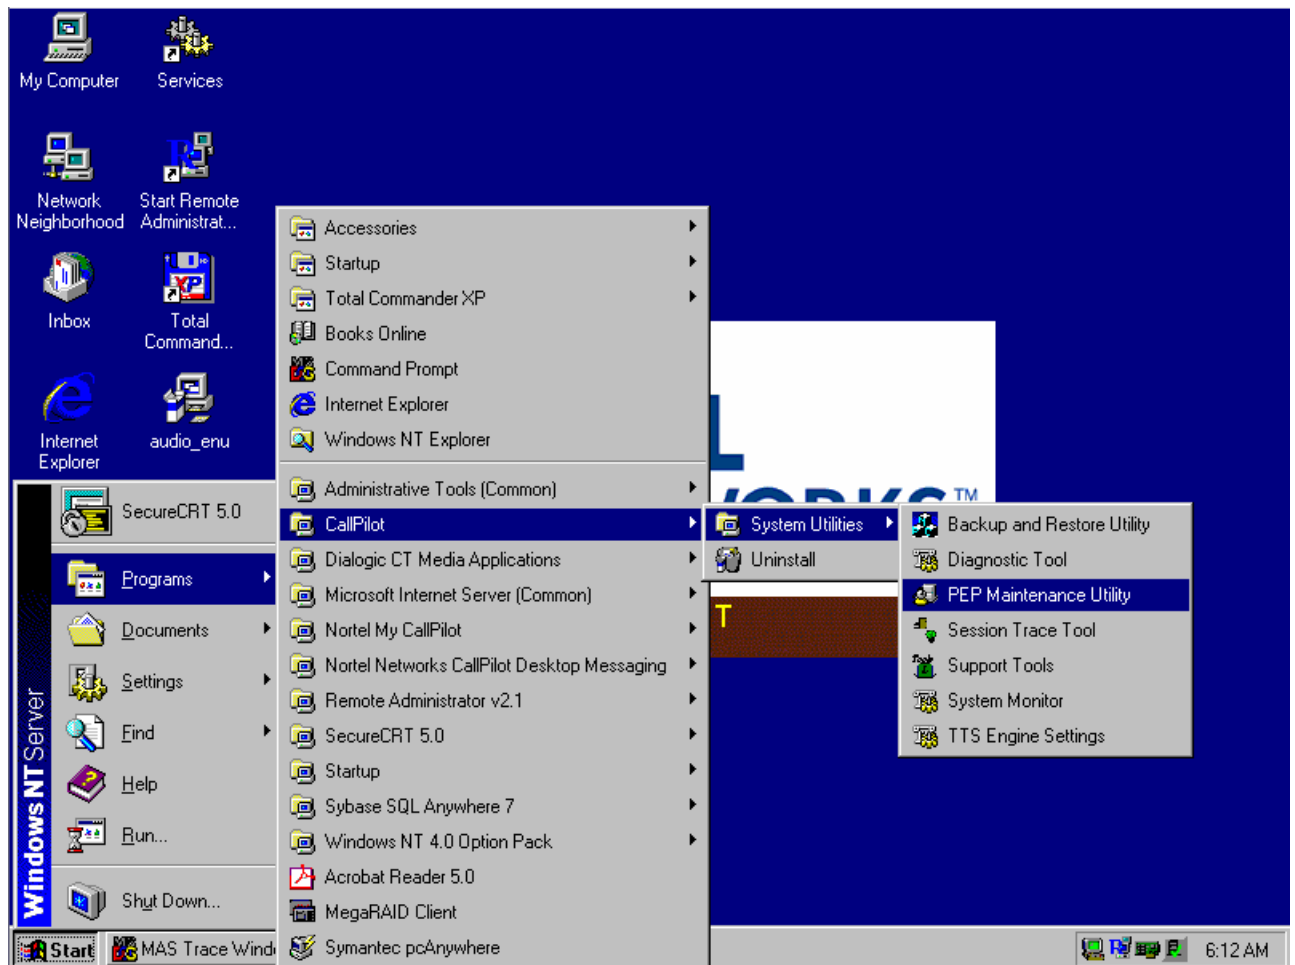 My Computer
Services
Network
Neighborhood
Start Remote
Administrat...
Inbox
Total
Command...
Internet
Explorer
audio_enu
SecureCRT 5.0
Programs
Documents
Settings
Find
Help
Run...
Shut Down...
Windows NT Server
Accessories
Startup
Total Commander XP
Books Online
Command Prompt
Internet Explorer
Windows NT Explorer
Administrative Tools (Common)
CallPilot
Dialogic CT Media Applications
Microsoft Internet Server (Common)
Nortel My CallPilot
Nortel Networks CallPilot Desktop Messaging
Remote Administrator v2.1
SecureCRT 5.0
Startup
Sybase SQL Anywhere 7
Windows NT 4.0 Option Pack
Acrobat Reader 5.0
MegaRAID Client
Symantec pcAnywhere
System Utilities
Uninstall
Backup and Restore Utility
Diagnostic Tool
PEP Maintenance Utility
Session Trace Tool
Support Tools
System Monitor
TTS Engine Settings
L
WORKS™
T
Start
MAS Trace Wind
6:12 AM